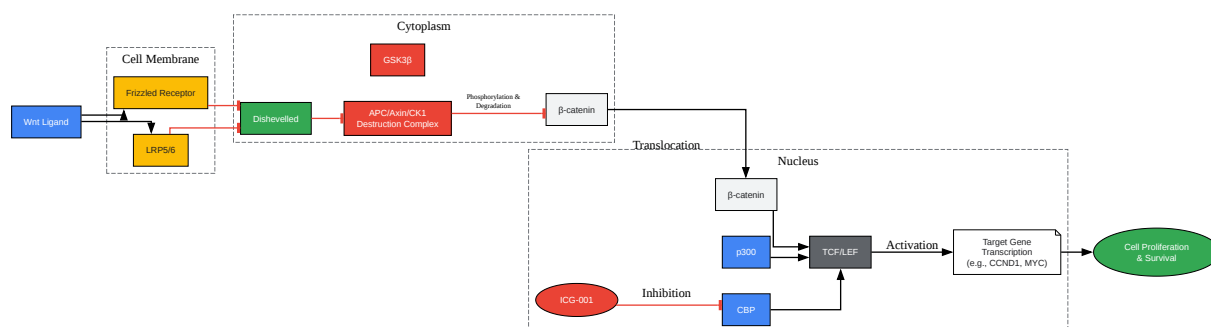 Cytoplasm
Cell Membrane
GSK3β
Frizzled Receptor
Wnt Ligand
LRP5/6
Dishevelled
APC/Axin/CK1
Destruction Complex
Phosphorylation &
Degradation
β-catenin
Translocation
Nucleus
β-catenin
p300
TCF/LEF
Activation
Target Gene
Transcription
(e.g., CCND1, MYC)
Cell Proliferation
& Survival
ICG-001
Inhibition
CBP